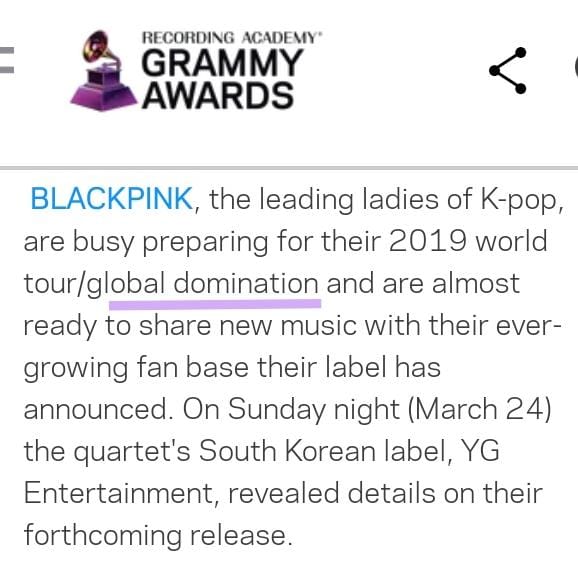 RECORDING ACADEMY®
GRAMMY
AWARDS
BLACKPINK, the leading ladies of K-pop,
are busy preparing for their 2019 world
tour/global domination and are almost
ready to share new music with their ever-
growing fan base their label has
announced. On Sunday night (March 24)
the quartet's South Korean label, YG
Entertainment, revealed details on their
forthcoming release.